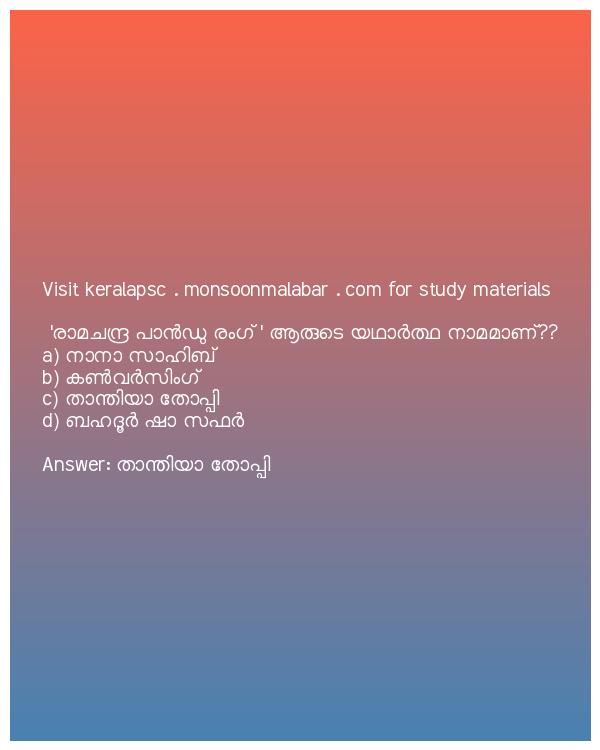 Visit keralapsc . monsoonmalabar . com for study materials
'രാമചന്ദ്ര പാൻഡു രംഗ് ' ആരുടെ യഥാർത്ഥ നാമമാണ്??
a) നാനാ സാഹിബ്
b) കൺവർസിംഗ്
c) താന്തിയാ തോപ്പി
d) ബഹദൂർ ഷാ സഫർ
Answer: താന്തിയാ തോപ്പി